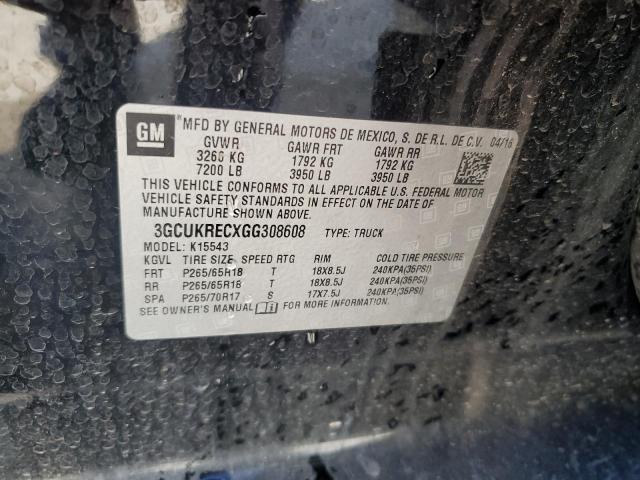 GM ® MFD BY GENERAL MOTORS DE MEXICO, S. DE R.L. DE C.V. 04/16
GVWR GAWR FRT GAWR RR
3260 KG 1792 KG 1792 KG
7200 LB 3950 LB 3950 LB
THIS VEHICLE CONFORMS TO ALL APPLICABLE U.S. FEDERAL MOTOR
VEHICLE SAFETY STANDARDS IN EFFECT ON THE DATE OF
MANUFACTURE SHOWN ABOVE.
3GCUKRECXGG308608 TYPE: TRUCK
MODEL: K15543
KGVL TIRE SIZE SPEED RTG RIM COLD TIRE PRESSURE
FRT P265/65R18 T 18X8.5J 240KPA(35PSI)
RR P265/65R18 T 18X8.5J 240KPA(35PSI)
SPA P265/70R17 S 17X7.5J 240KPA(35PSI)
SEE OWNER'S MANUAL FOR MORE INFORMATION.